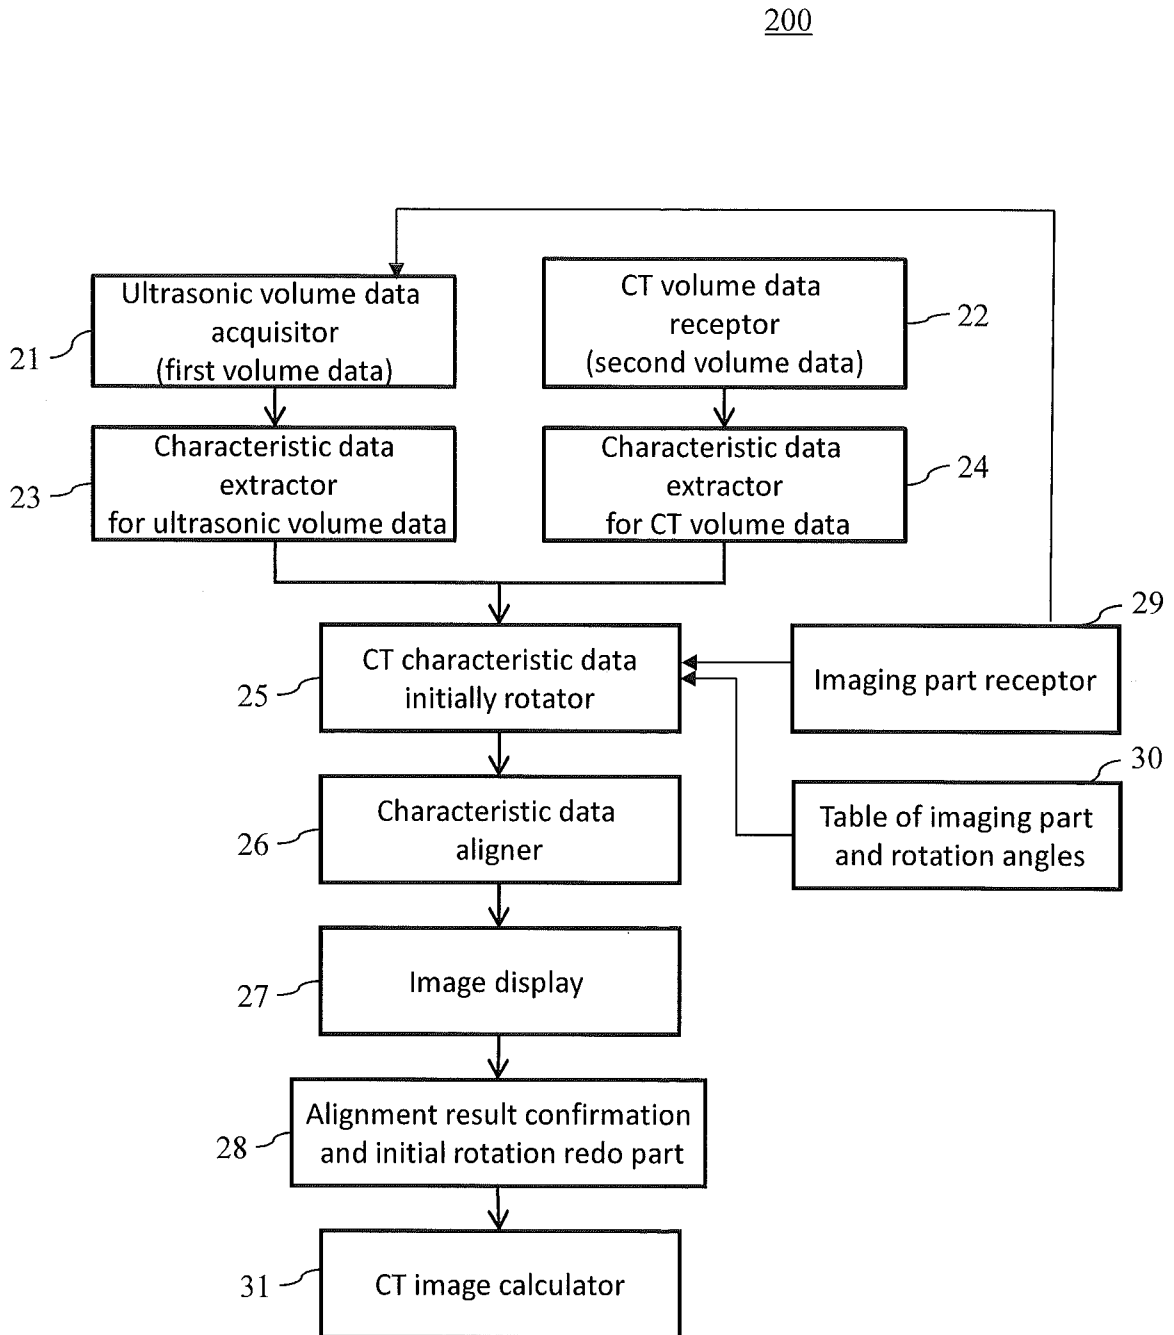 200
Ultrasonic volume data
acquisitor
(first volume data)
21
CT volume data
receptor
(second volume data)
22
Characteristic data
extractor
for ultrasonic volume data
23
Characteristic data
extractor
for CT volume data
24
CT characteristic data
initially rotator
25
Imaging part receptor
29
Characteristic data
aligner
26
Table of imaging part
and rotation angles
30
Image display
27
Alignment result confirmation
and initial rotation redo part
28
CT image calculator
31